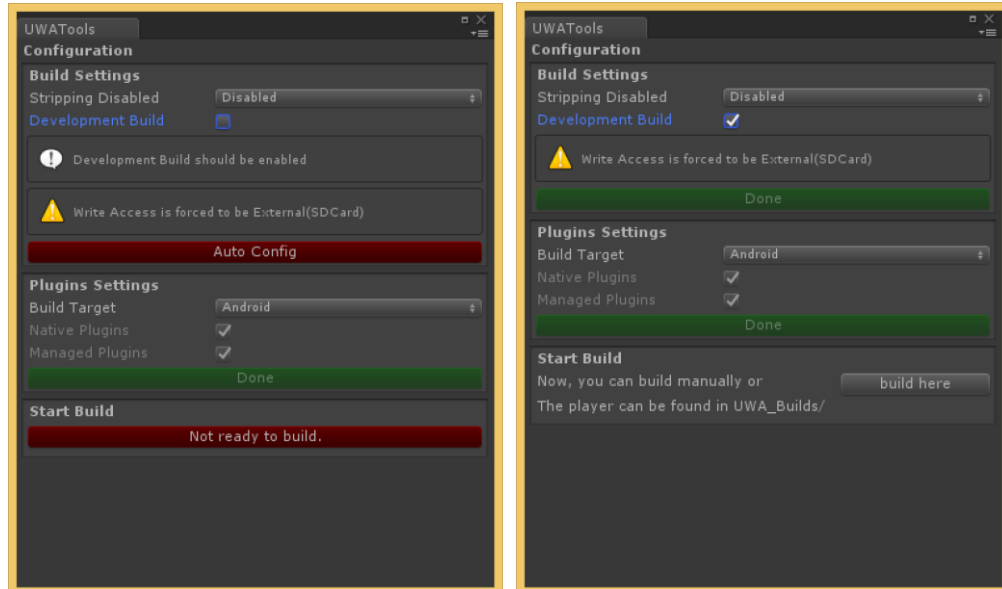 UWATools
Configuration
Build Settings
Stripping Disabled Disabled
Development Build
Development Build should be enabled
Write Access is forced to be External(SDCard)
Auto Config
Plugins Settings
Build Target Android
Native Plugins
Managed Plugins
Done
Start Build
Not ready to build.
UWATools
Configuration
Build Settings
Stripping Disabled Disabled
Development Build
Write Access is forced to be External(SDCard)
Done
Plugins Settings
Build Target Android
Native Plugins
Managed Plugins
Done
Start Build
Now, you can build manually or build here
The player can be found in UWA_Builds/